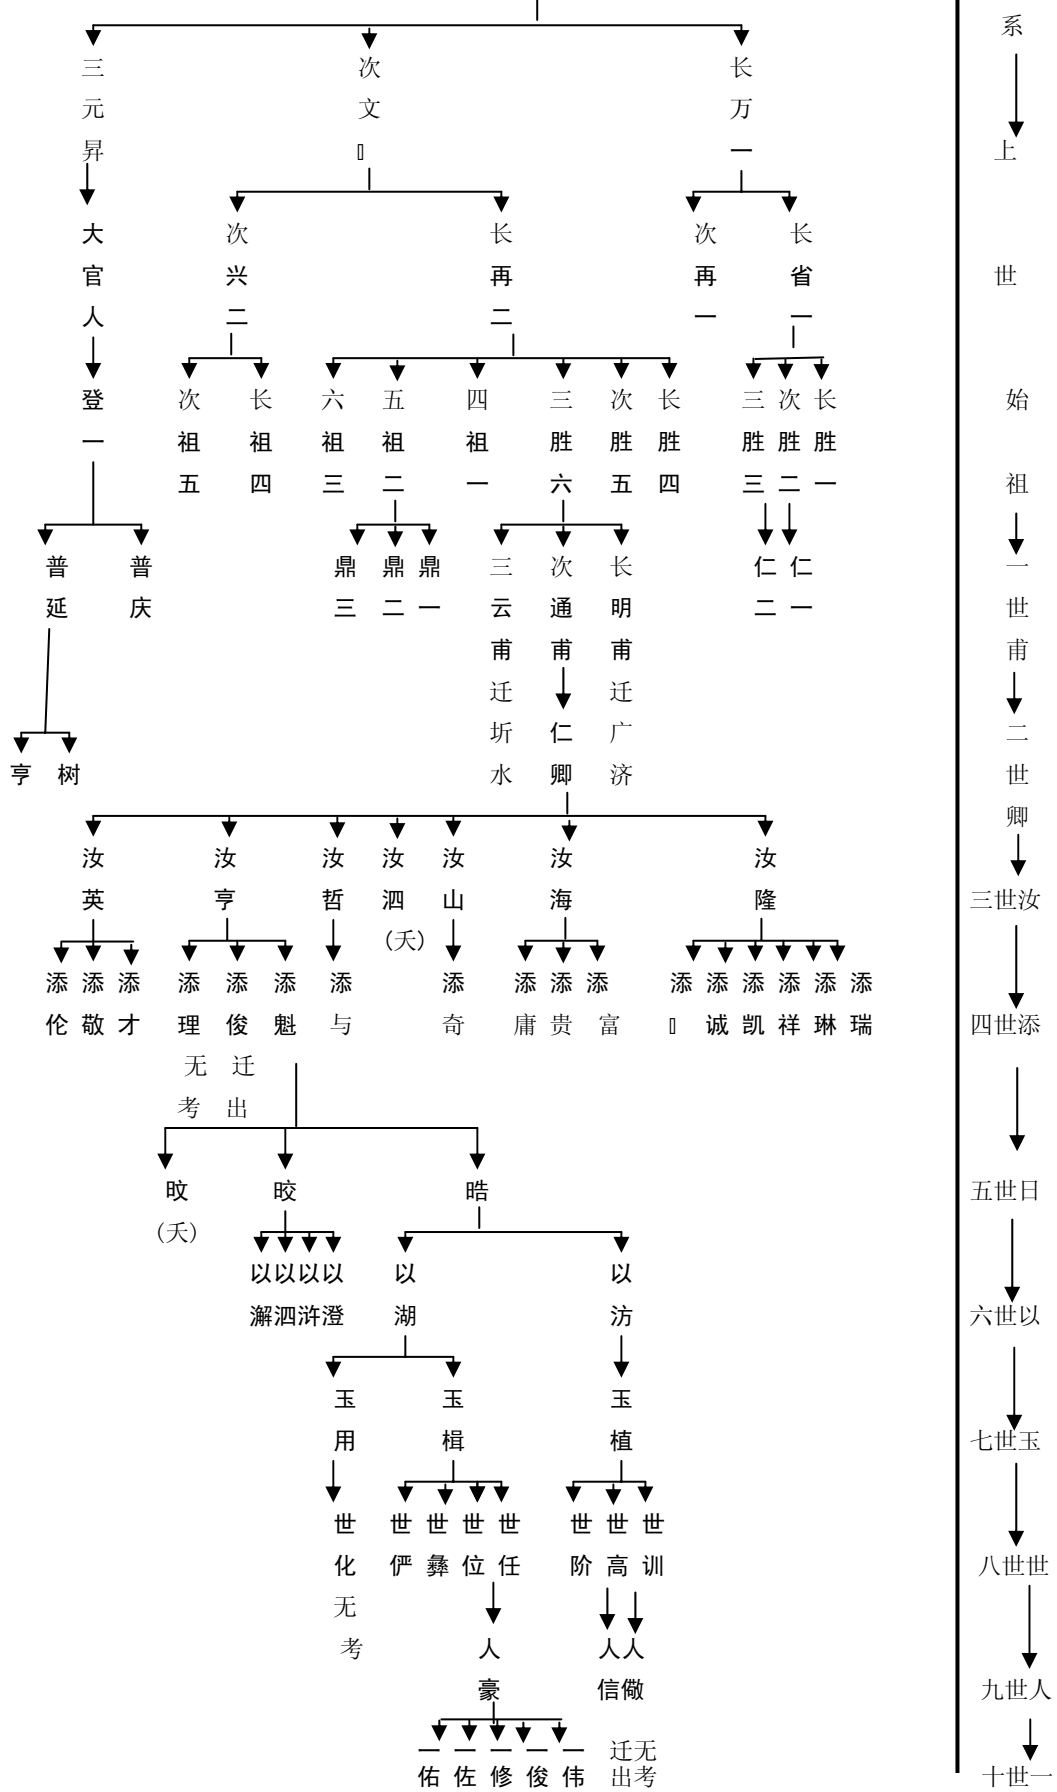 系
上
世
始
祖
一世甫
二世卿
三世汝
四世添
五世日
六世以
七世玉
八世世
九世人
十世一
长万一
次文
三元昇
长省一
次再一
长再二
次兴二
大官人
长胜一
次胜二
三胜三
长胜四
次胜五
三胜六
四祖一
五祖二
六祖三
长祖四
次祖五
登一
仁一
仁二
长明甫迁广济
次通甫
三云甫迁圻水
鼎一
鼎二
鼎三
普庆
普延
仁卿
树
亨
汝隆
汝海
汝山
汝泗(夭)
汝哲
汝亨
汝英
添瑞
添琳
添祥
添凯
添诚
添
添富
添贵
添庸
添奇
添与
添魁
添俊迁出
添理无考
添才
添敬
添伦
晧
晈
旼(夭)
以汸
以湖
以澄
以浒
以泗
以澥
玉植
玉楫
玉用
世训
世高
世阶
世任
世位
世彝
世俨
世化无考
人儆
人信
人豪
无考
迁出
一伟
一俊
一修
一佐
一佑